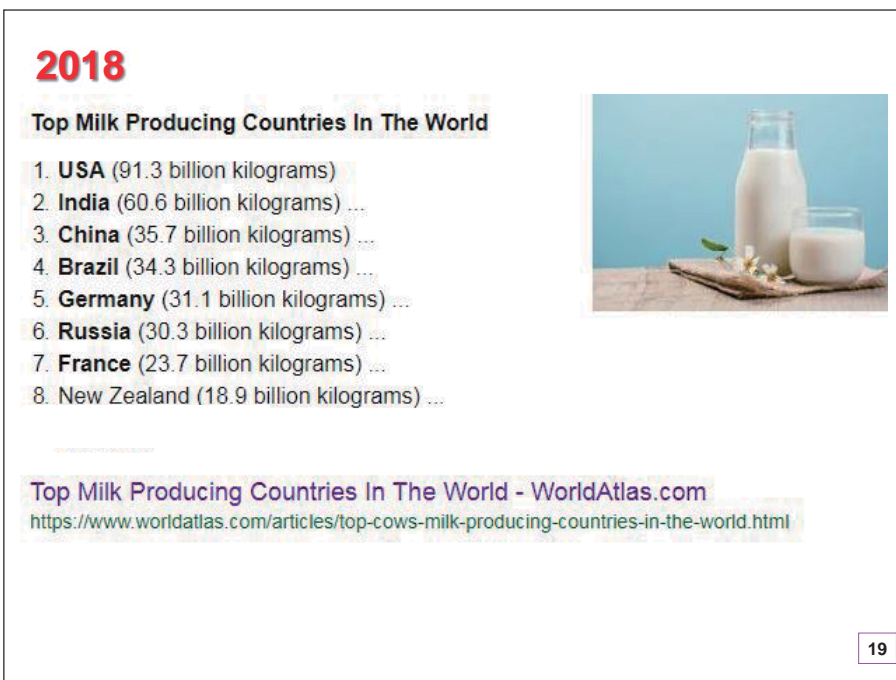 2018
Top Milk Producing Countries In The World
1. USA (91.3 billion kilograms)
2. India (60.6 billion kilograms) ...
3. China (35.7 billion kilograms) ...
4. Brazil (34.3 billion kilograms) ...
5. Germany (31.1 billion kilograms) ...
6. Russia (30.3 billion kilograms) ...
7. France (23.7 billion kilograms) ...
8. New Zealand (18.9 billion kilograms) ...
Top Milk Producing Countries In The World - WorldAtlas.com
https://www.worldatlas.com/articles/top-cows-milk-producing-countries-in-the-world.html
19